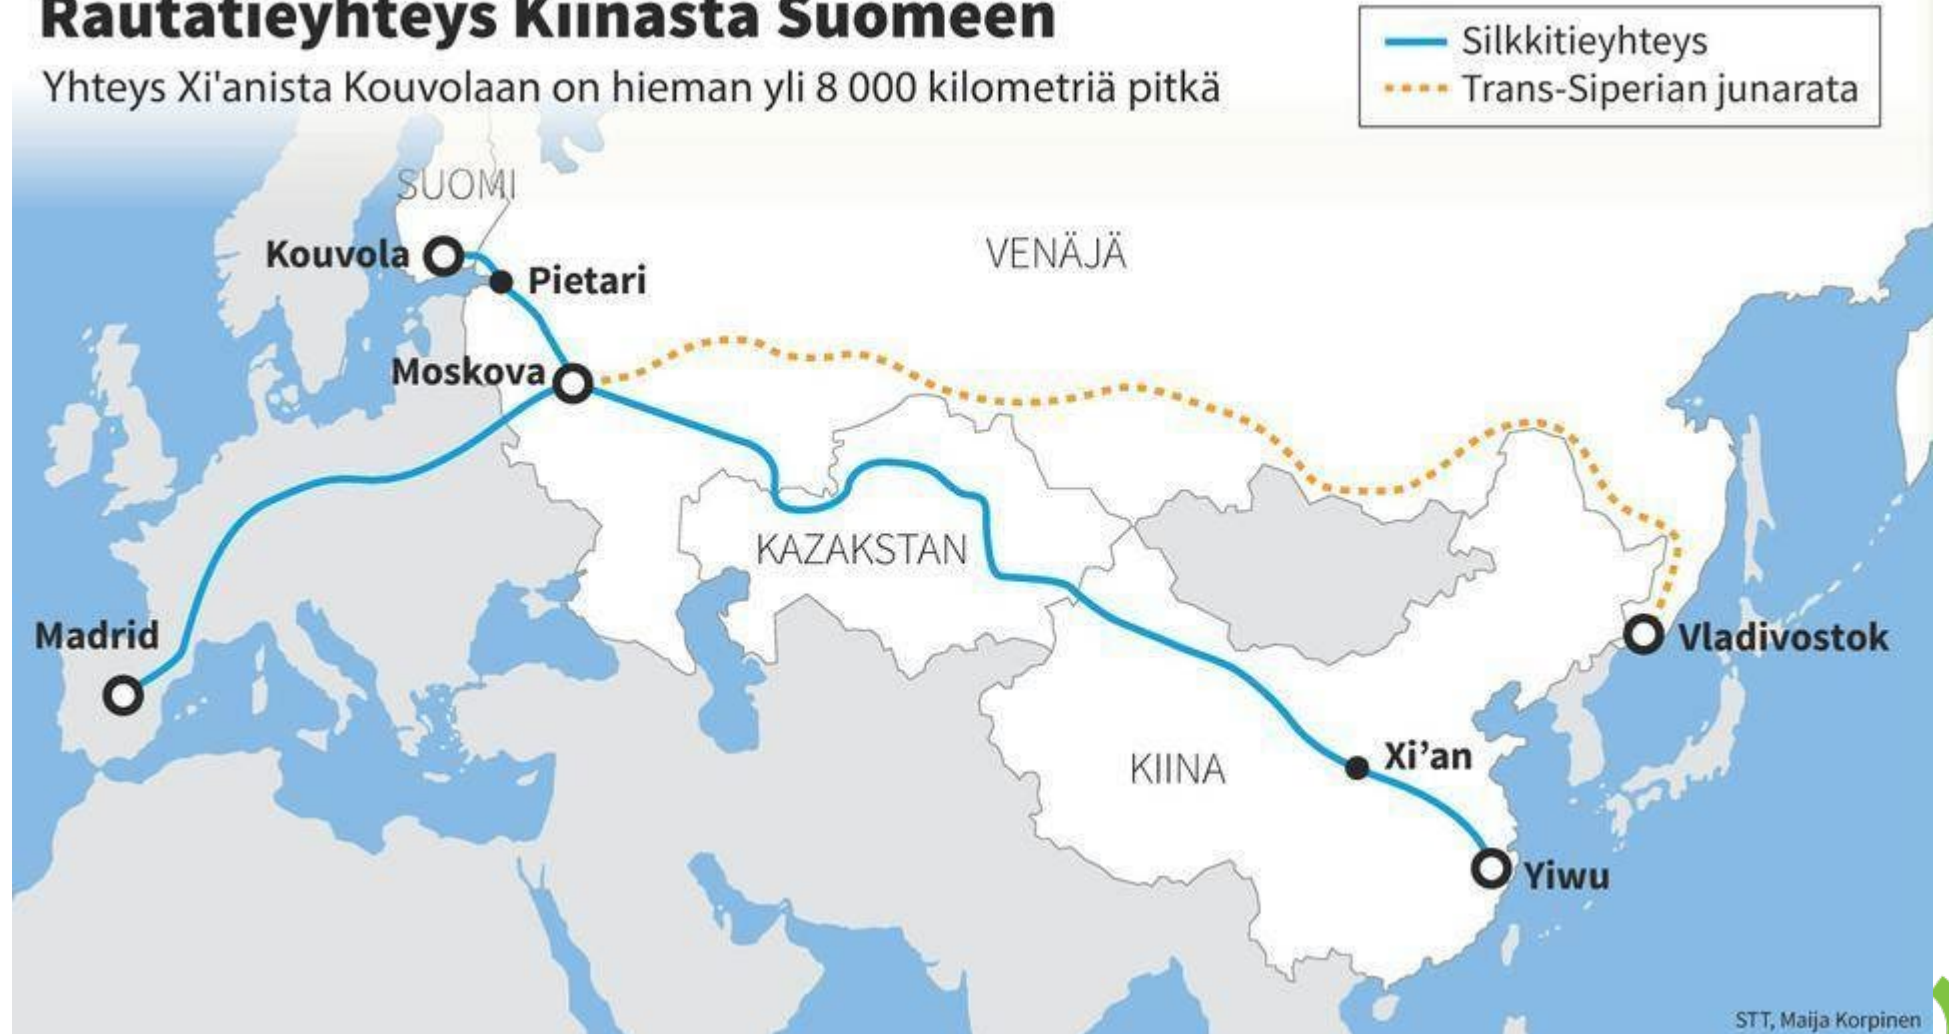 Rautatieyhteys Kiinasta Suomeen
Yhteys Xi'anista Kouvolaan on hieman yli 8 000 kilometriä pitkä
Silkkitieyhteys
Trans-Siperian junarata
SUOMI
VENÄJÄ
Kouvola
Pietari
Moskova
KAZAKSTAN
Madrid
Vladivostok
Xi’an
KIINA
Yiwu
STT, Maija Korpinen